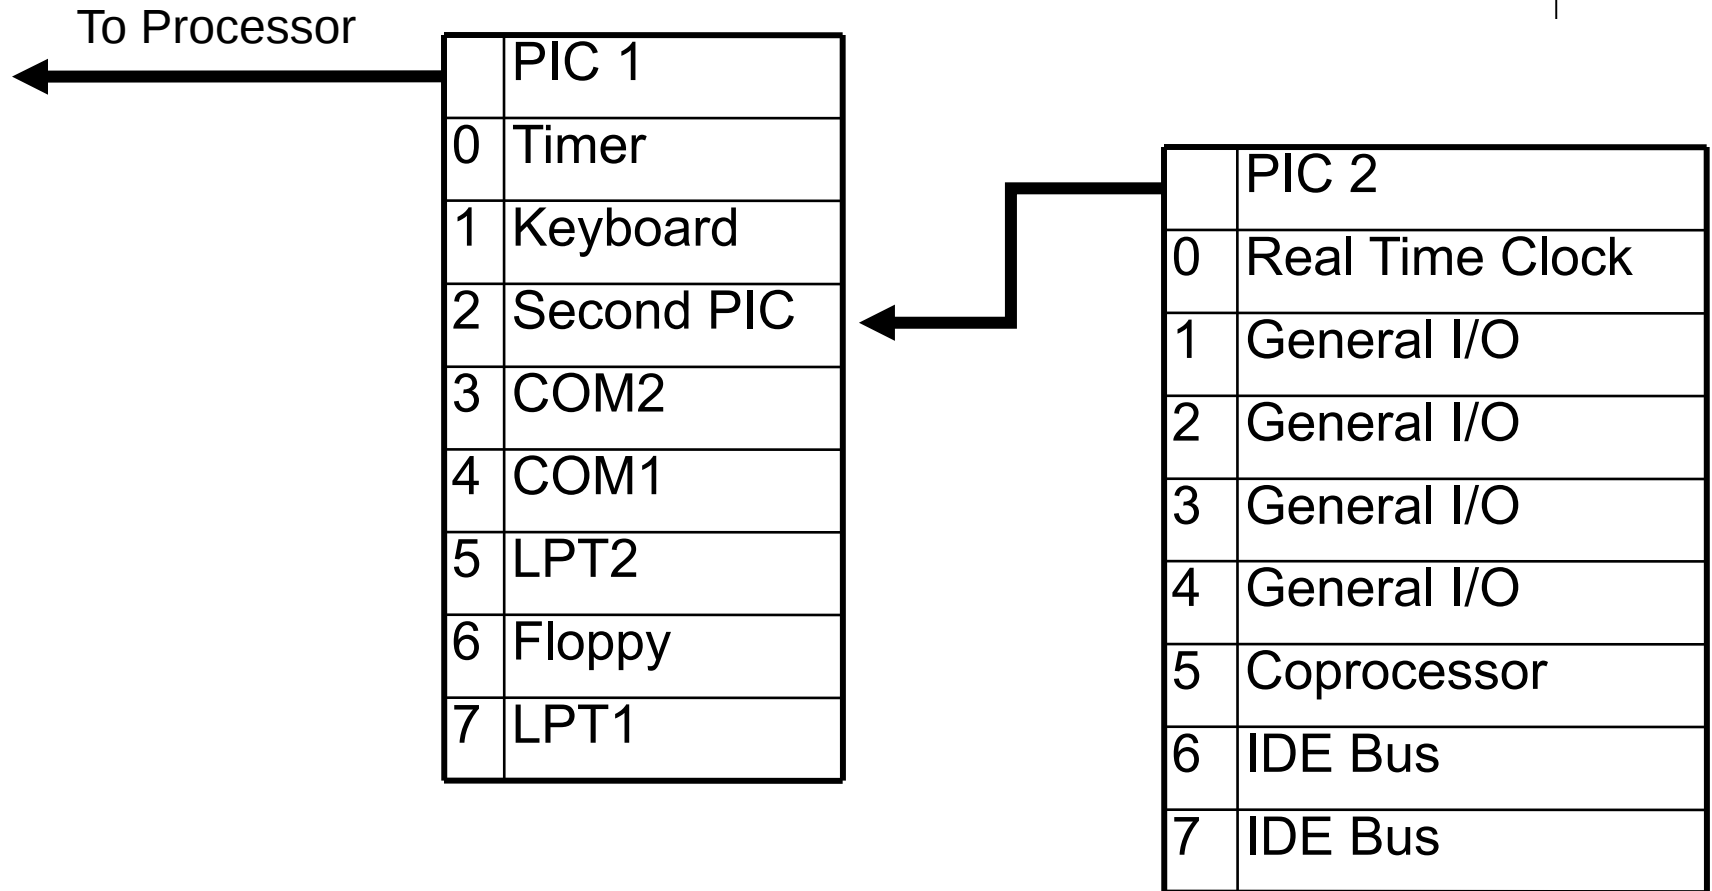 To Processor
PIC 1
0 Timer
1 Keyboard
2 Second PIC
3 COM2
4 COM1
5 LPT2
6 Floppy
7 LPT1
PIC 2
0 Real Time Clock
1 General I/O
2 General I/O
3 General I/O
4 General I/O
5 Coprocessor
6 IDE Bus
7 IDE Bus